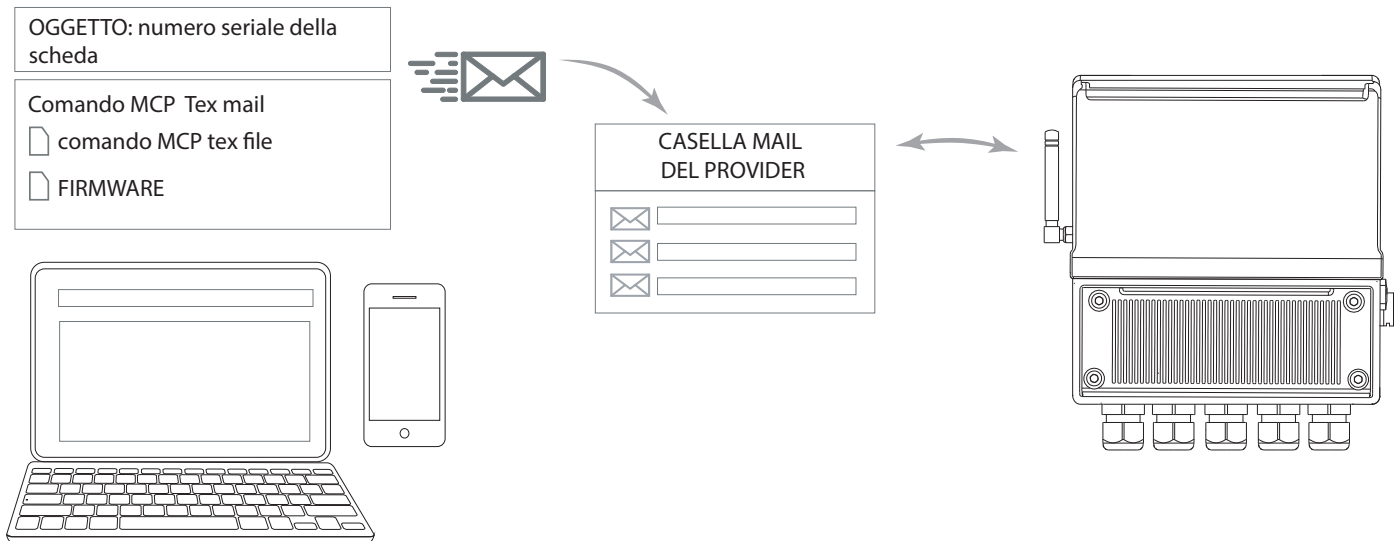 OGGETTO: numero seriale della
scheda
Comando MCP Tex mail
comando MCP tex file
FIRMWARE
CASELLA MAIL
DEL PROVIDER